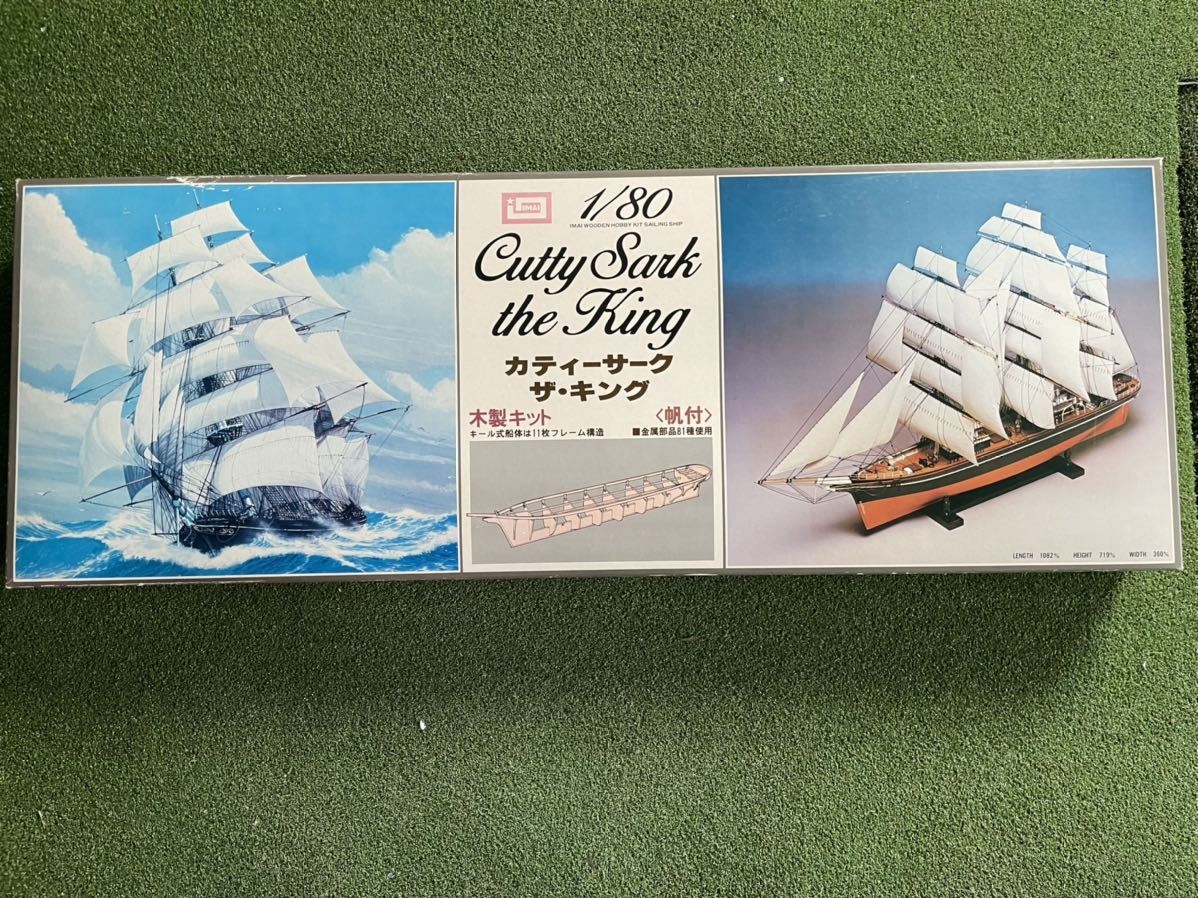 IMAI
1/80
IMAI WOODEN HOBBY KIT SAILING SHIP
Cutty Sark
the King
カティーサーク
ザ・キング
木製キット
〈帆付〉
キール式船体は11枚フレーム構造
■金属部品81種使用
LENGTH 1082㎜ HEIGHT 719㎜ WIDTH 360㎜